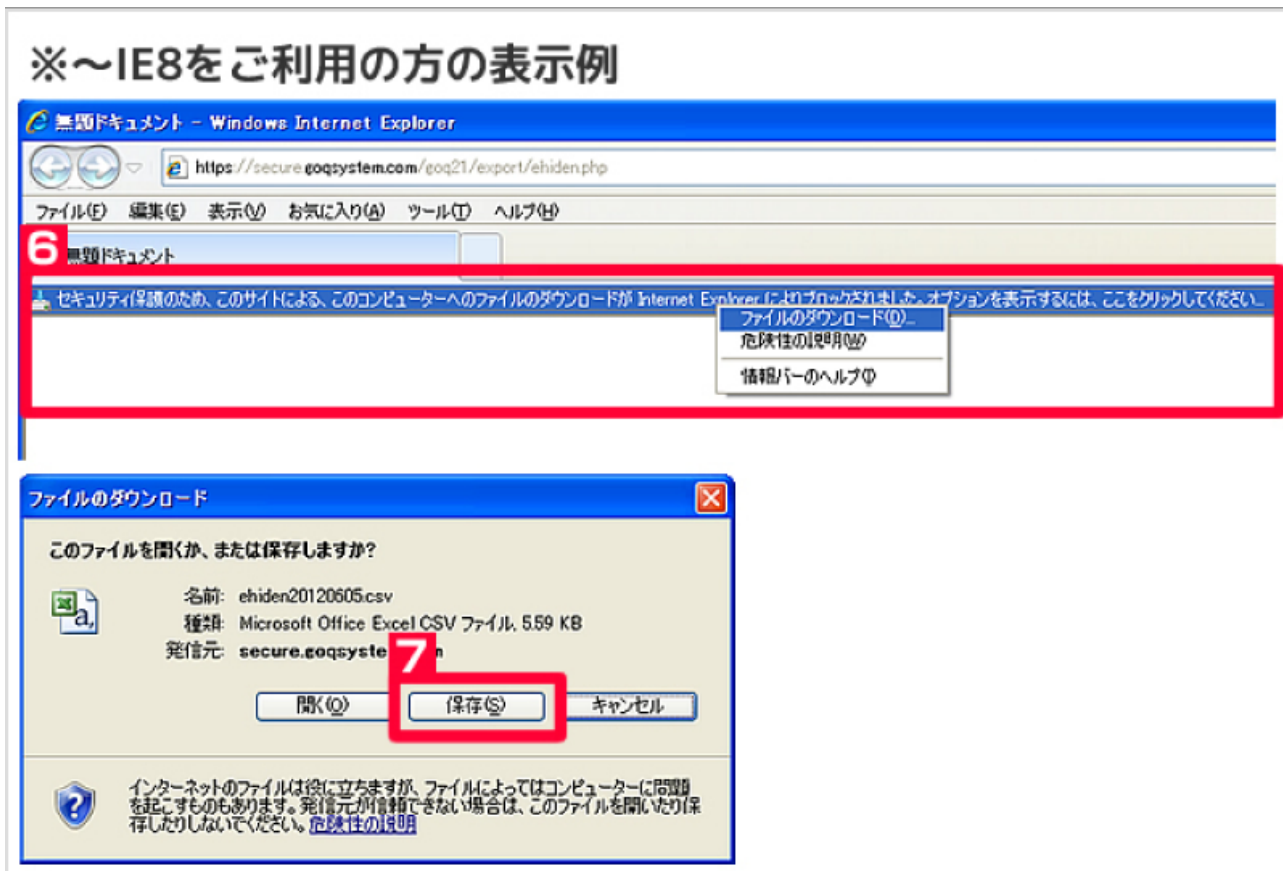 ※～IE8をご利用の方の表示例
無題ドキュメント - Windows Internet Explorer
https://secure.goqsystem.com/goq21/export/ehiden.php
ファイル(F) 編集(E) 表示(V) お気に入り(A) ツール(T) ヘルプ(H)
6
無題ドキュメント
セキュリティ保護のため、このサイトによる、このコンピューターへのファイルのダウンロードが Internet Explorer によりブロックされました。オプションを表示するには、ここをクリックしてください...
ファイルのダウンロード(D)...
危険性の説明(W)
情報バーのヘルプ(I)
ファイルのダウンロード
このファイルを開くか、または保存しますか?
名前: ehiden20120605.csv
種類: Microsoft Office Excel CSV ファイル, 5.59 KB
発信元: secure.goqsyste
7
開く(O) 保存(S) キャンセル
インターネットのファイルは役に立ちますが、ファイルによってはコンピューターに問題
を起こすものもあります。発信元が信頼できない場合は、このファイルを開いたり保
存したりしないでください。危険性の説明